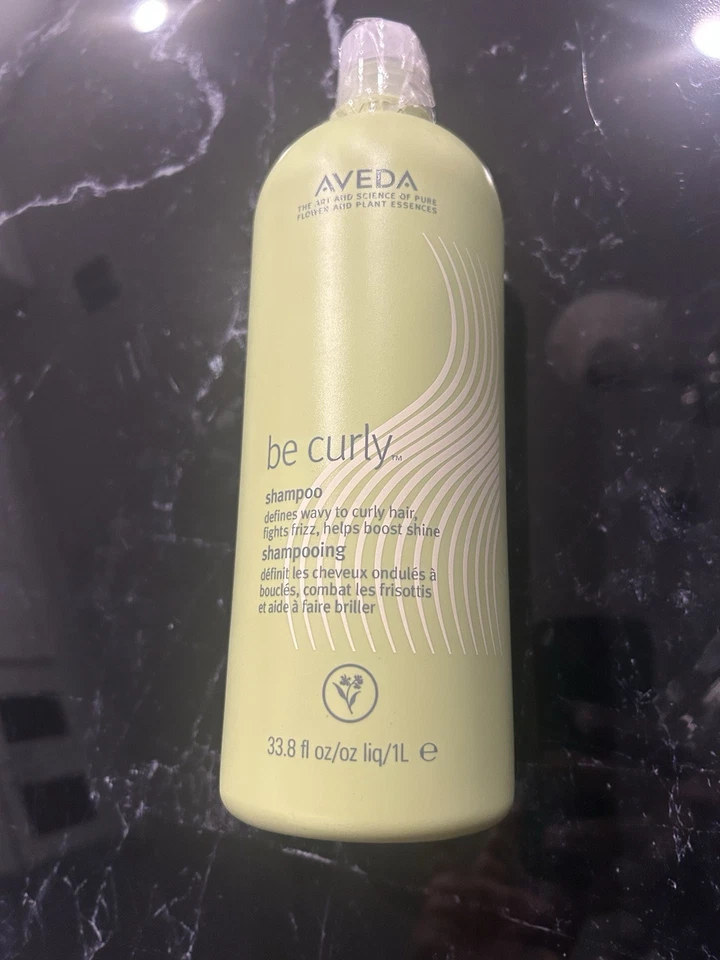 AVEDA
THE ART AND SCIENCE OF PURE
FLOWER AND PLANT ESSENCES
be curly™
shampoo
defines wavy to curly hair,
fights frizz, helps boost shine
shampooing
définit les cheveux ondulés à
bouclés, combat les frisottis
et aide à faire briller
33.8 fl oz/oz liq/1L ℮